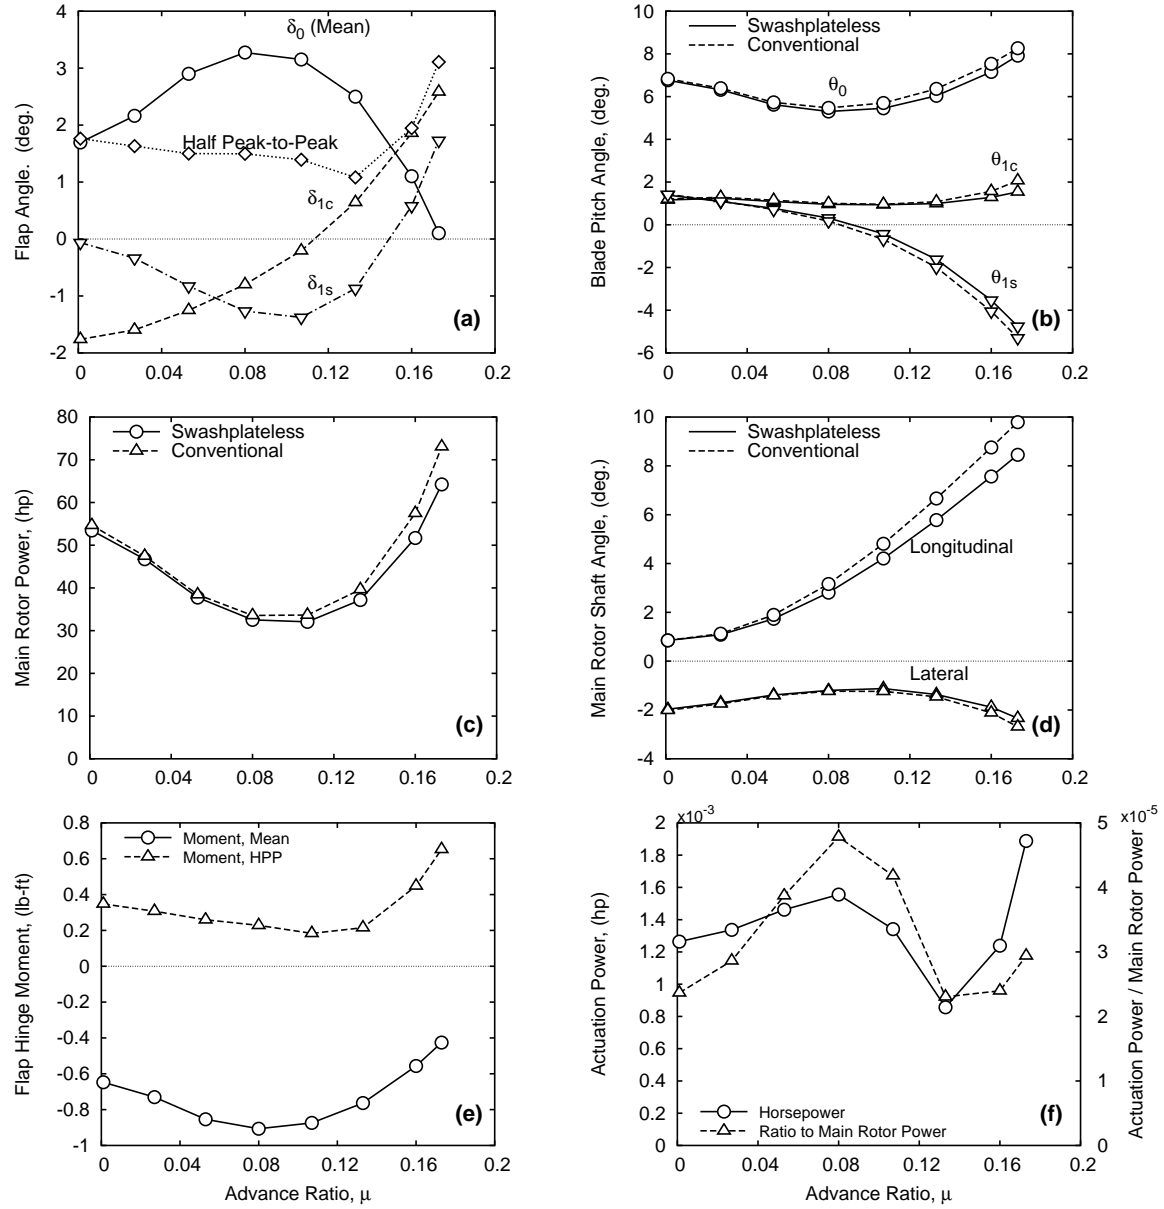 4
3
2
1
0
-1
-2
Flap Angle. (deg.)
δ0 (Mean)
Half Peak-to-Peak
δ1c
δ1s
(a)
0 0.04 0.08 0.12 0.16 0.2
10
8
6
4
2
0
-2
-4
-6
Blade Pitch Angle, (deg.)
Swashplateless
Conventional
θ0
θ1c
θ1s
(b)
0 0.04 0.08 0.12 0.16 0.2
80
70
60
50
40
30
20
10
0
Main Rotor Power, (hp)
Swashplateless
Conventional
(c)
0 0.04 0.08 0.12 0.16 0.2
10
8
6
4
2
0
-2
-4
Main Rotor Shaft Angle, (deg.)
Swashplateless
Conventional
Longitudinal
Lateral
(d)
0 0.04 0.08 0.12 0.16 0.2
0.8
0.6
0.4
0.2
0
-0.2
-0.4
-0.6
-0.8
-1
Flap Hinge Moment, (lb-ft)
Moment, Mean
Moment, HPP
(e)
0 0.04 0.08 0.12 0.16 0.2
Advance Ratio, μ
x10-3
2
1.8
1.6
1.4
1.2
1
0.8
0.6
0.4
0.2
0
Actuation Power, (hp)
x10-5
5
4
3
2
1
0
Actuation Power / Main Rotor Power
Horsepower
Ratio to Main Rotor Power
(f)
0 0.04 0.08 0.12 0.16 0.2
Advance Ratio, μ